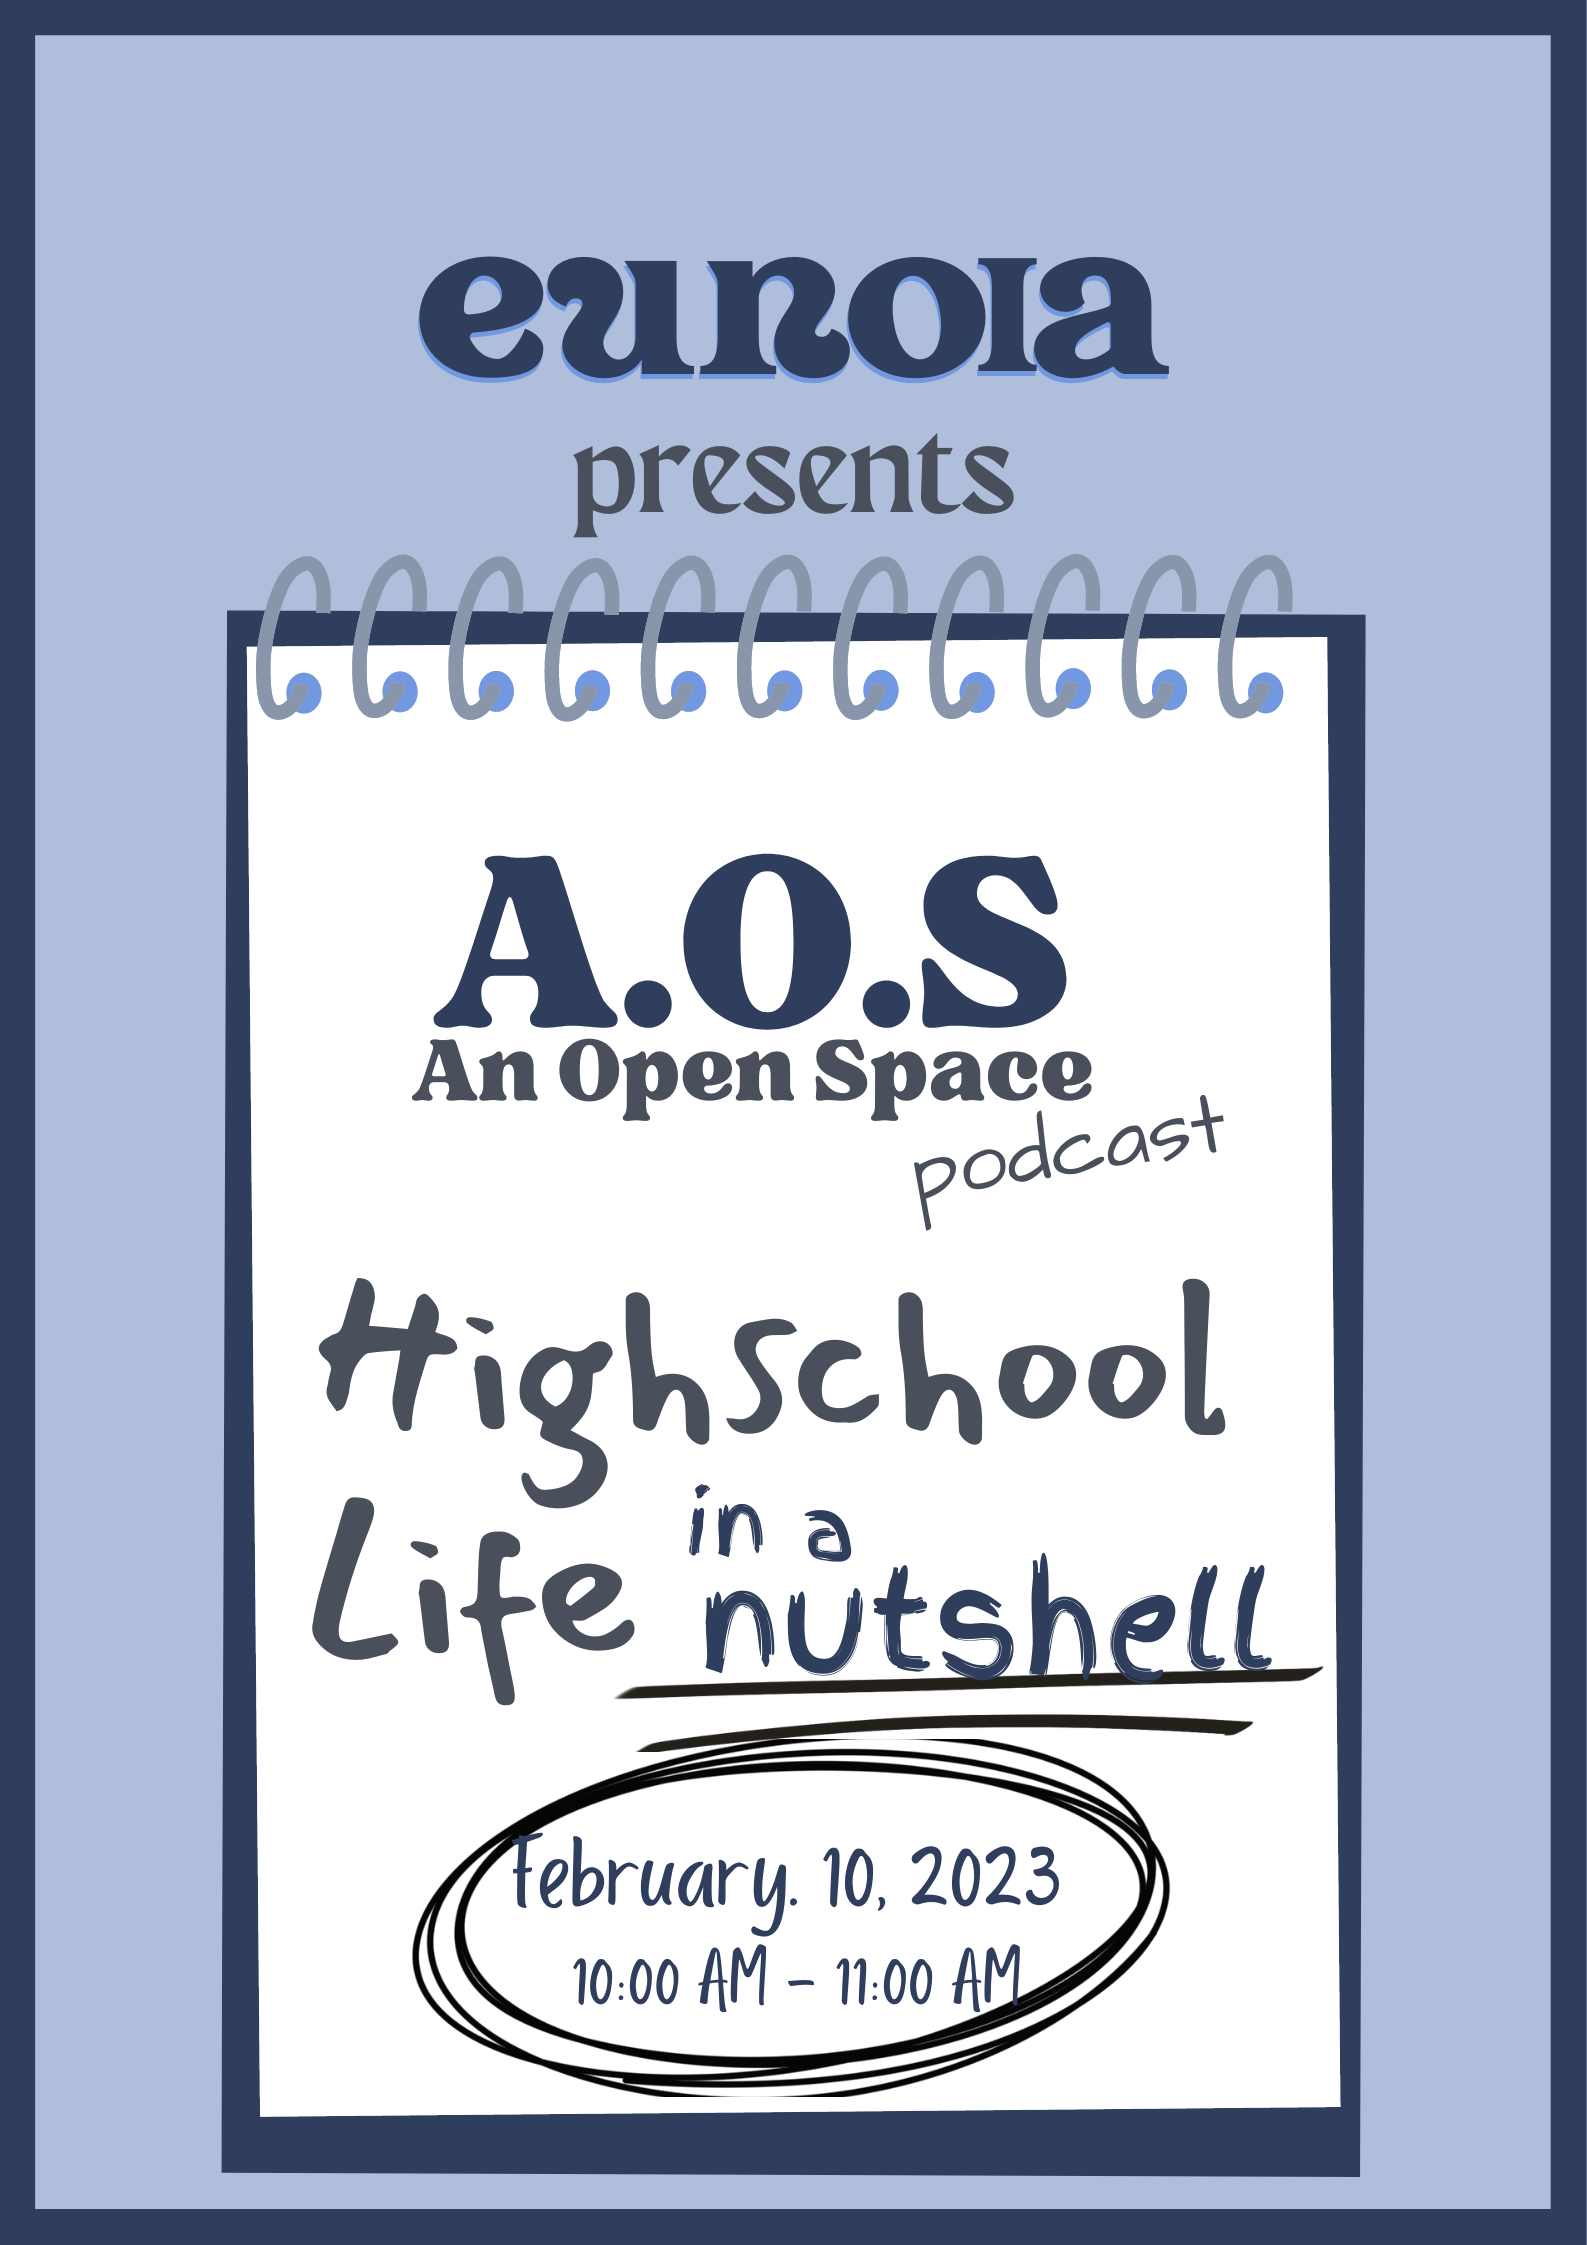 eunoia
presents
A.O.S
An Open Space
podcast
Highschool
Life in a
nutshell
February. 10, 2023
10:00 AM - 11:00 AM